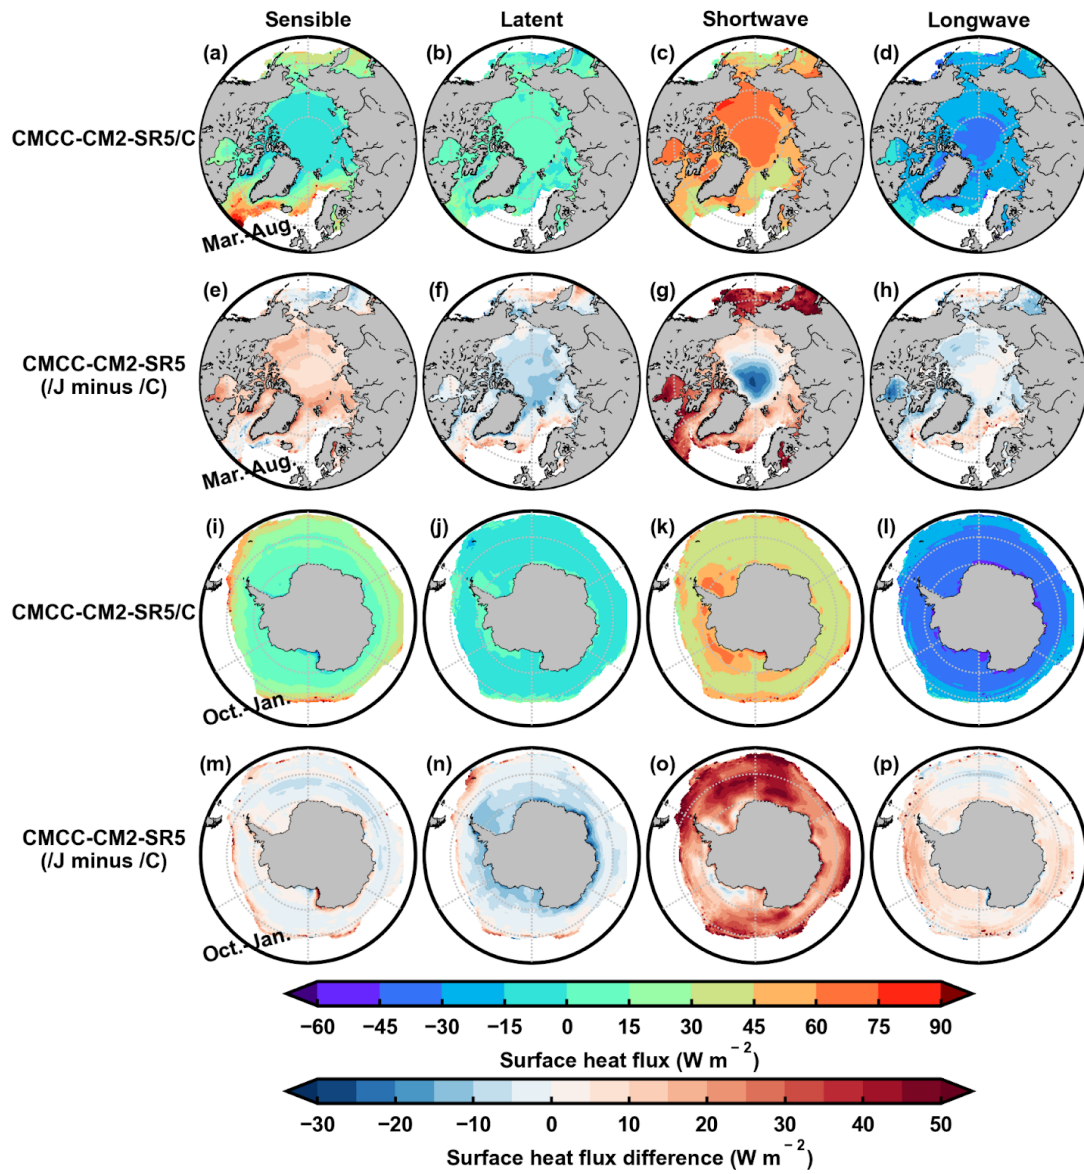 Sensible Latent Shortwave Longwave
(a) (b) (c) (d)
CMCC-CM2-SR5/C
Mar.-Aug.
(e) (f) (g) (h)
CMCC-CM2-SR5
(/J minus /C)
Mar.-Aug.
(i) (j) (k) (l)
CMCC-CM2-SR5/C
Oct.-Jan.
(m) (n) (o) (p)
CMCC-CM2-SR5
(/J minus /C)
Oct.-Jan.
−60 −45 −30 −15 0 15 30 45 60 75 90
Surface heat flux (W m⁻²)
−30 −20 −10 0 10 20 30 40 50
Surface heat flux difference (W m⁻²)